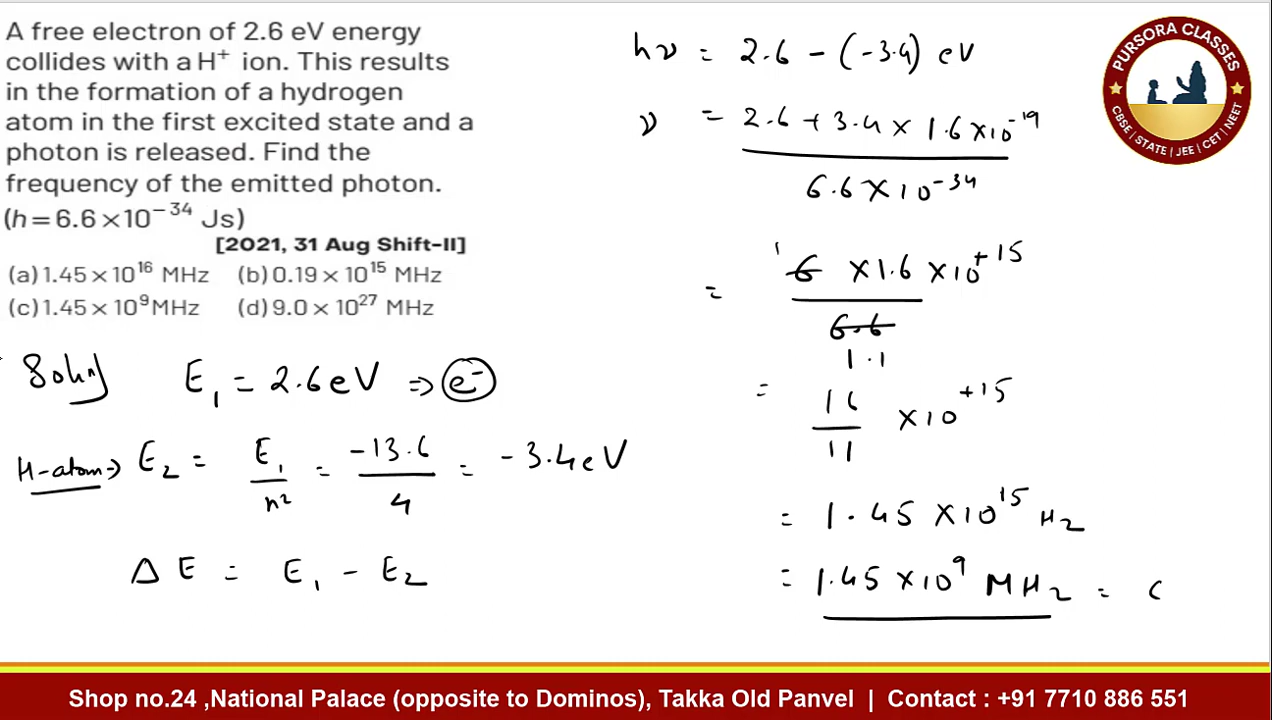 A free electron of 2.6 eV energy
collides with a H⁺ ion. This results
in the formation of a hydrogen
atom in the first excited state and a
photon is released. Find the
frequency of the emitted photon.
(h=6.6×10⁻³⁴ Js)
[2021, 31 Aug Shift-II]
(a) 1.45×10¹⁶ MHz (b) 0.19×10¹⁵ MHz
(c) 1.45×10⁹ MHz (d) 9.0×10²⁷ MHz
Sohn
E₁ = 2.6 eV ⇒ e⁻
H-atom ⇒ E₂ = E₁/n² = -13.6/4 = -3.4 eV
ΔE = E₁ - E₂
hν = 2.6 - (-3.4) eV
ν = 2.6 + 3.4 × 1.6×10⁻¹⁹
6.6×10⁻³⁴
= 1 6 ×1.6 ×10⁺¹⁵
6.6
1.1
= 16/11 ×10⁺¹⁵
= 1.45 ×10¹⁵ Hz
= 1.45 ×10⁹ MHz = C
PURSORA CLASSES
CBSE | STATE | JEE | CET | NEET
Shop no.24 ,National Palace (opposite to Dominos), Takka Old Panvel | Contact : +91 7710 886 551